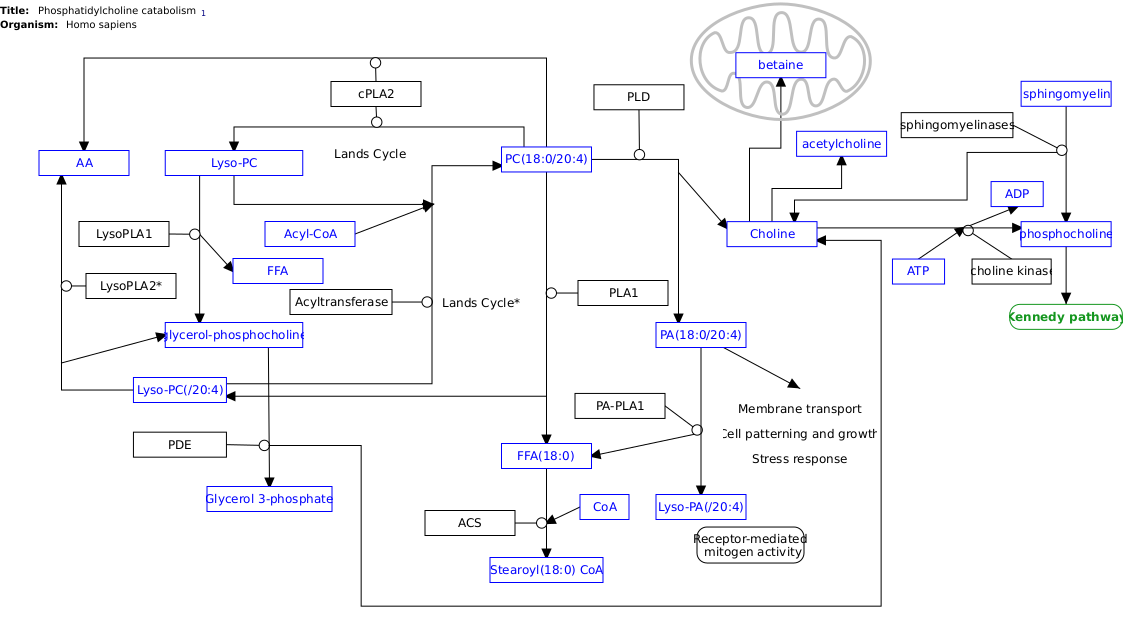 Title: Phosphatidylcholine catabolism 1
Organism: Homo sapiens
betaine
cPLA2
PLD
sphingomyelin
sphingomyelinases
acetylcholine
Lands Cycle
AA
Lyso-PC
PC(18:0/20:4)
ADP
LysoPLA1
Acyl-CoA
Choline
phosphocholine
FFA
ATP
choline kinase
LysoPLA2*
Acyltransferase
Lands Cycle*
PLA1
Kennedy pathway
glycerol-phosphocholine
PA(18:0/20:4)
Lyso-PC(/20:4)
PA-PLA1
Membrane transport
Cell patterning and growth
Stress response
PDE
FFA(18:0)
Glycerol 3-phosphate
CoA
Lyso-PA(/20:4)
ACS
Receptor-mediated
mitogen activity
Stearoyl(18:0) CoA